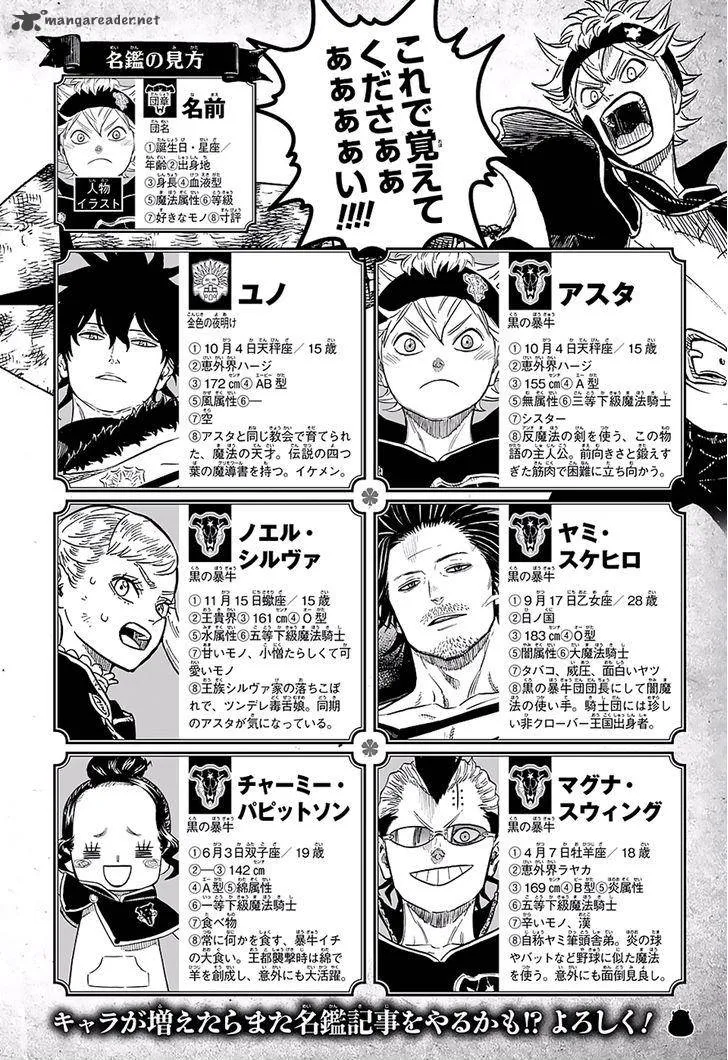 mangareader.net
これで覚えて
くださぁぁ
ぁぁぁぁい!!!!
名鑑の見方
団章
名前
団名
①誕生日・星座／
年齢②出身地
③身長④血液型
⑤魔法属性⑥等級
⑦好きなモノ⑧寸評
人物
イラスト
アスタ
黒の暴牛
①10月4日天秤座／15歳
②恵外界ハージ
③155㎝④A型
⑤無属性⑥三等下級魔法騎士
⑦シスター
⑧反魔法の剣を使う、この物
語の主人公。前向きさと鍛えす
ぎた筋肉で困難に立ち向かう。
ユノ
金色の夜明け
①10月4日天秤座／15歳
②恵外界ハージ
③172㎝④AB型
⑤風属性⑥―
⑦空
⑧アスタと同じ教会で育てられ
た、魔法の天才。伝説の四つ
葉の魔導書を持つ。イケメン。
ヤミ・
スケヒロ
黒の暴牛
①9月17日乙女座／28歳
②日ノ国
③183㎝④O型
⑤闇属性⑥大魔法騎士
⑦タバコ、威圧、面白いヤツ
⑧黒の暴牛団団長にして闇魔
法の使い手。騎士団には珍し
い非クローバー王国出身者。
ノエル・
シルヴァ
黒の暴牛
①11月15日蠍座／15歳
②王貴界③161㎝④O型
⑤水属性⑥五等下級魔法騎士
⑦甘いモノ、小憎たらしくて可
愛いモノ
⑧王族シルヴァ家の落ちこぼ
れで、ツンデレ毒舌娘。同期
のアスタが気になっている。
マグナ・
スウィング
黒の暴牛
①4月7日牡羊座／18歳
②恵外界ラヤカ
③169㎝④B型⑤炎属性
⑥五等下級魔法騎士
⑦辛いモノ、漢
⑧自称ヤミ筆頭舎弟。炎の球
やバットなど野球に似た魔法
を使う。意外にも面倒見良し。
チャーミー・
パピットソン
黒の暴牛
①6月3日双子座／19歳
②―③142㎝
④A型⑤綿属性
⑥一等下級魔法騎士
⑦食べ物
⑧常に何かを食す、暴牛イチ
の大食い。王都襲撃時は綿で
羊を創成し、意外にも大活躍。
キャラが増えたらまた名鑑記事をやるかも!? よろしく!